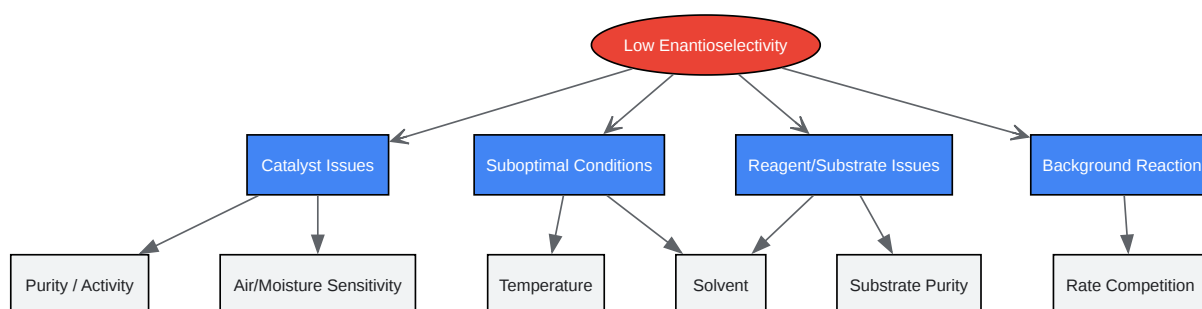 Low Enantioselectivity
Catalyst Issues
Suboptimal Conditions
Reagent/Substrate Issues
Background Reaction
Purity / Activity
Air/Moisture Sensitivity
Temperature
Solvent
Substrate Purity
Rate Competition